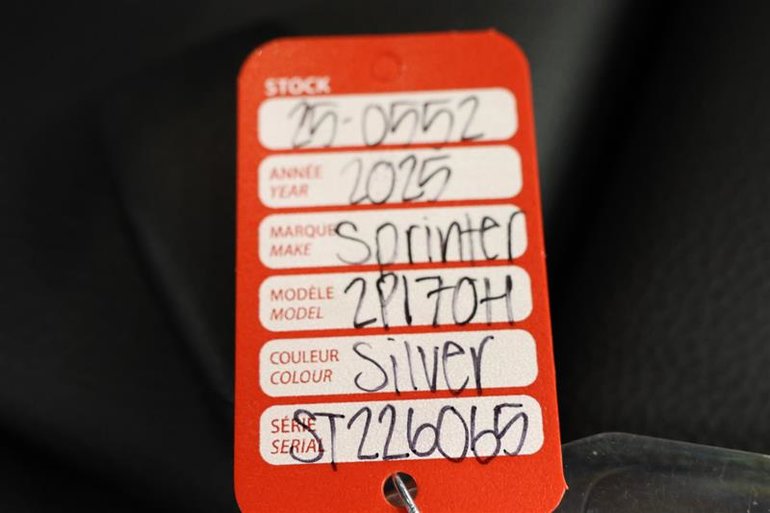 STOCK
25-0552
ANNÉE 2025
YEAR
MARQUE Sprinter
MAKE
MODÈLE 2P170H
MODEL
COULEUR Silver
COLOUR
SÉRIE ST226065
SERIAL